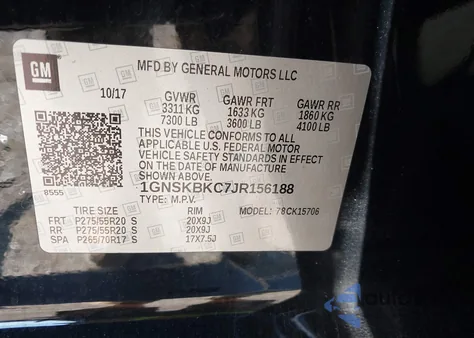 GM
MFD BY GENERAL MOTORS LLC
10/17 GVWR GAWR FRT GAWR RR
3311 KG 1633 KG 1860 KG
7300 LB 3600 LB 4100 LB
THIS VEHICLE CONFORMS TO ALL
APPLICABLE U.S. FEDERAL MOTOR
VEHICLE SAFETY STANDARDS IN EFFECT
ON THE DATE OF MANUFACTURE
SHOWN ABOVE.
8555 1GNSKBKC7JR156188
TYPE: M.P.V. MODEL: 78CK15706
TIRE SIZE RIM
FRT P275/55R20 S 20X9J
RR P275/55R20 S 20X9J
SPA P265/70R17 S 17X7.5J